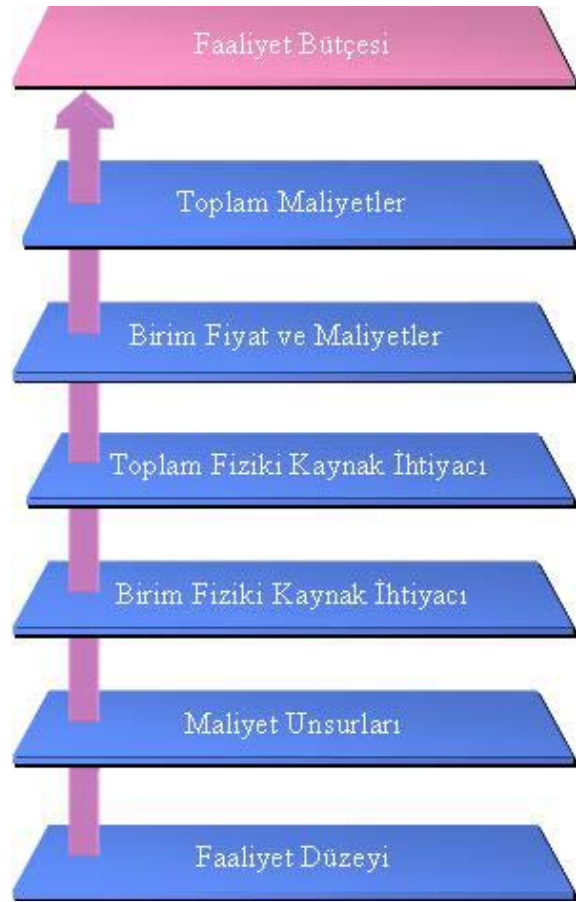 Faaliyet Bütçesi
Toplam Maliyetler
Birim Fiyat ve Maliyetler
Toplam Fiziki Kaynak İhtiyacı
Birim Fiziki Kaynak İhtiyacı
Maliyet Unsurları
Faaliyet Düzeyi